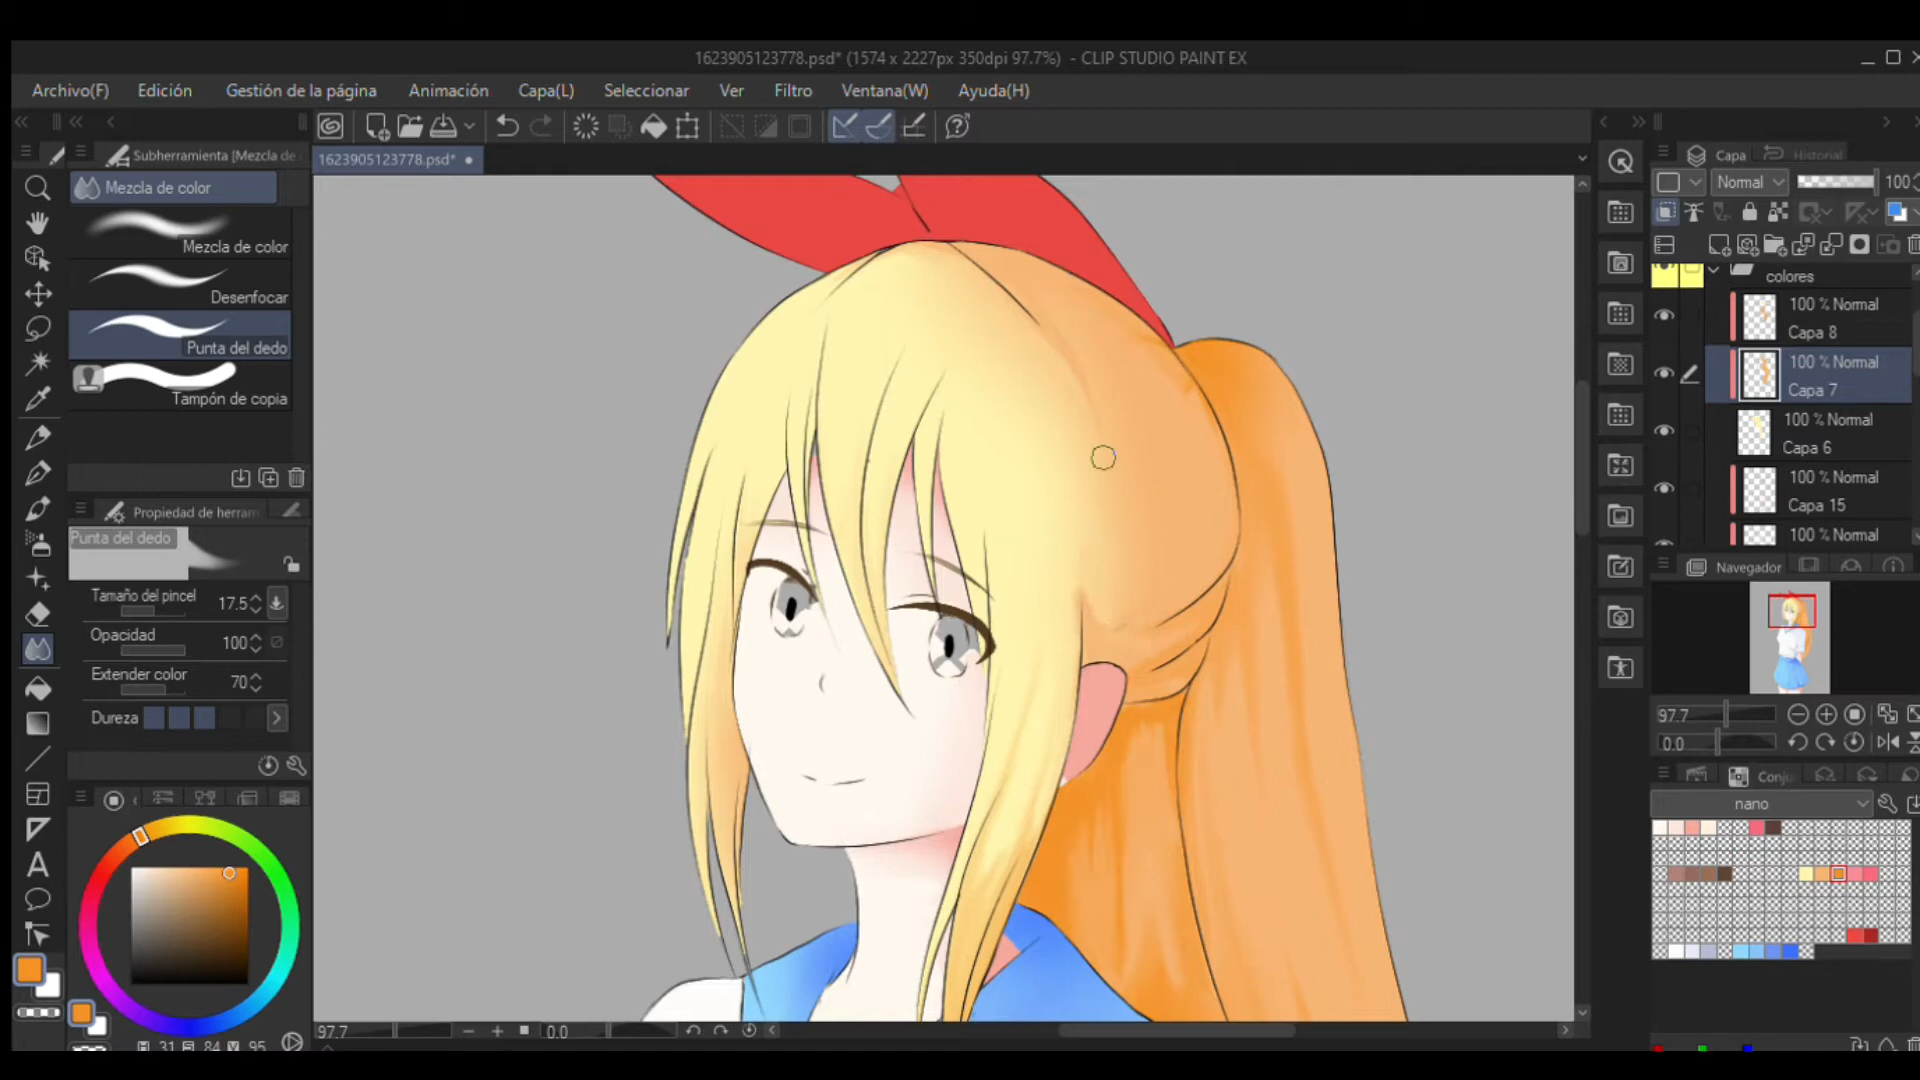 1623905123778.psd* (1574 x 2227px 350dpi 97.7%) - CLIP STUDIO PAINT EX
Archivo(F) Edición Gestión de la página Animación Capa(L) Seleccionar Ver Filtro Ventana(W) Ayuda(H)
Subherramienta [Mezcla de
1623905123778.psd*
Mezcla de color
Mezcla de color
Desenfocar
Punta del dedo
Tampón de copia
Propiedad de herram
Punta del dedo
Tamaño del pincel 17.5
Opacidad 100
Extender color 70
Dureza
H 31 S 84 V 95
97.7 0.0
Capa Historial
Normal 100
colores
100 % Normal
Capa 8
100 % Normal
Capa 7
100 % Normal
Capa 6
100 % Normal
Capa 15
100 % Normal
Navegador
97.7
0.0
Conju
nano